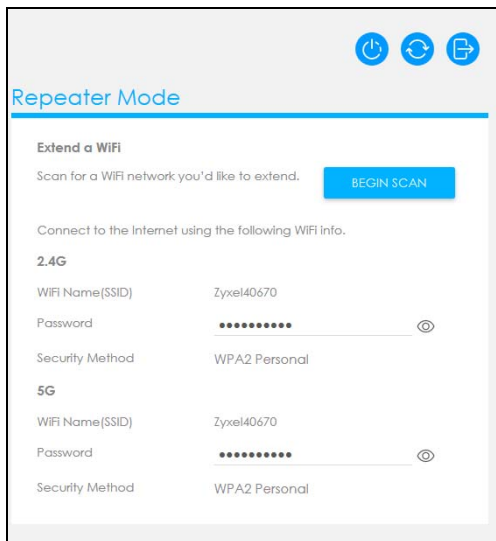 Repeater Mode
Extend a WiFi
Scan for a WiFi network you'd like to extend.
BEGIN SCAN
Connect to the Internet using the following WiFi info.
2.4G
WiFi Name(SSID) Zyxel40670
Password ••••••••••
Security Method WPA2 Personal
5G
WiFi Name(SSID) Zyxel40670
Password ••••••••••
Security Method WPA2 Personal